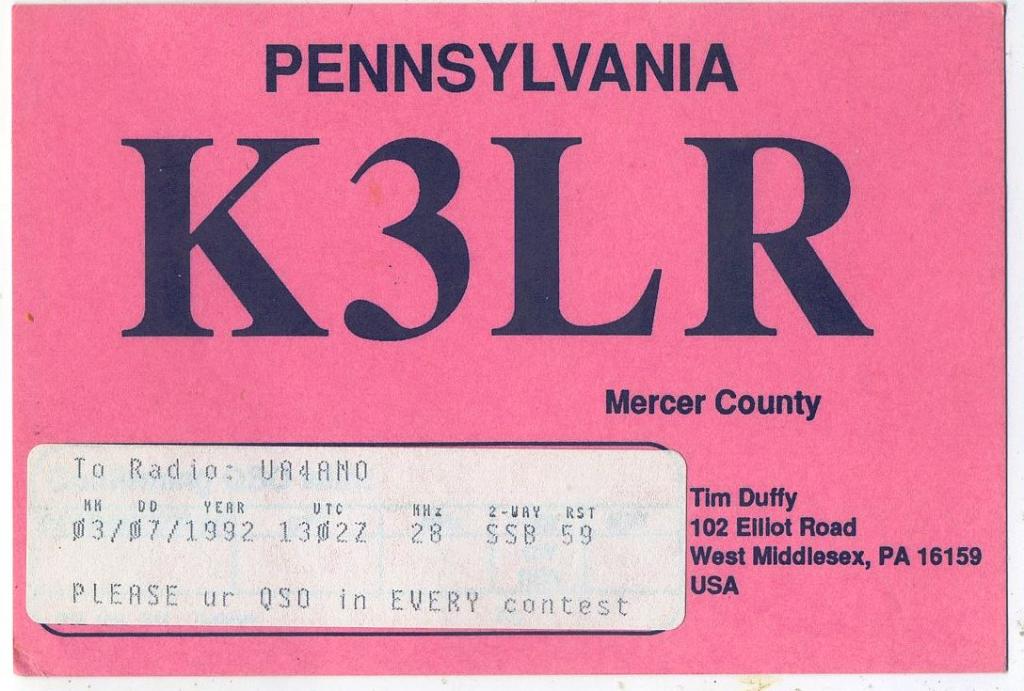 PENNSYLVANIA
K3LR
Mercer County
To Radio: UA4ANO
MM DD YEAR UTC MHz 2-WAY RST
03/07/1992 1302Z 28 SSB 59
PLEASE ur QSO in EVERY contest
Tim Duffy
102 Elliot Road
West Middlesex, PA 16159
USA